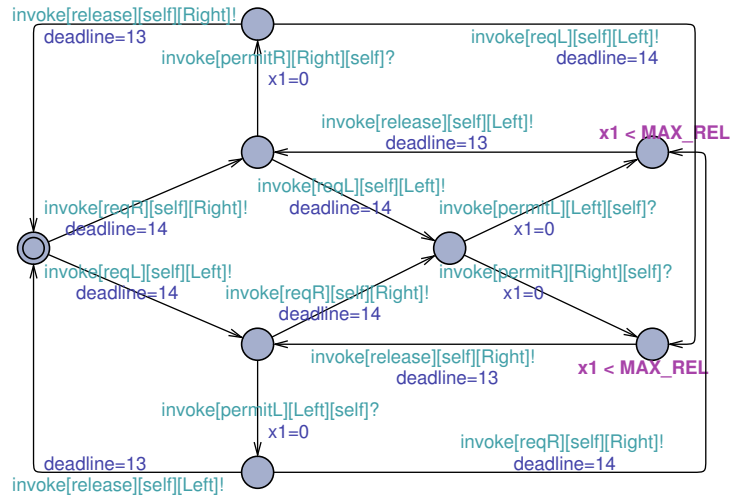 invoke[release][self][Right]!
deadline=13
invoke[reqL][self][Left]!
deadline=14
invoke[permitR][Right][self]?
x1=0
invoke[release][self][Left]!
deadline=13
x1 < MAX_REL
invoke[reqL][self][Left]!
deadline=14
invoke[reqR][self][Right]!
deadline=14
invoke[permitL][Left][self]?
x1=0
invoke[reqL][self][Left]!
deadline=14
invoke[reqR][self][Right]!
deadline=14
invoke[permitR][Right][self]?
x1=0
invoke[release][self][Right]!
deadline=13
x1 < MAX_REL
invoke[permitL][Left][self]?
x1=0
invoke[reqR][self][Right]!
deadline=14
deadline=13
invoke[release][self][Left]!